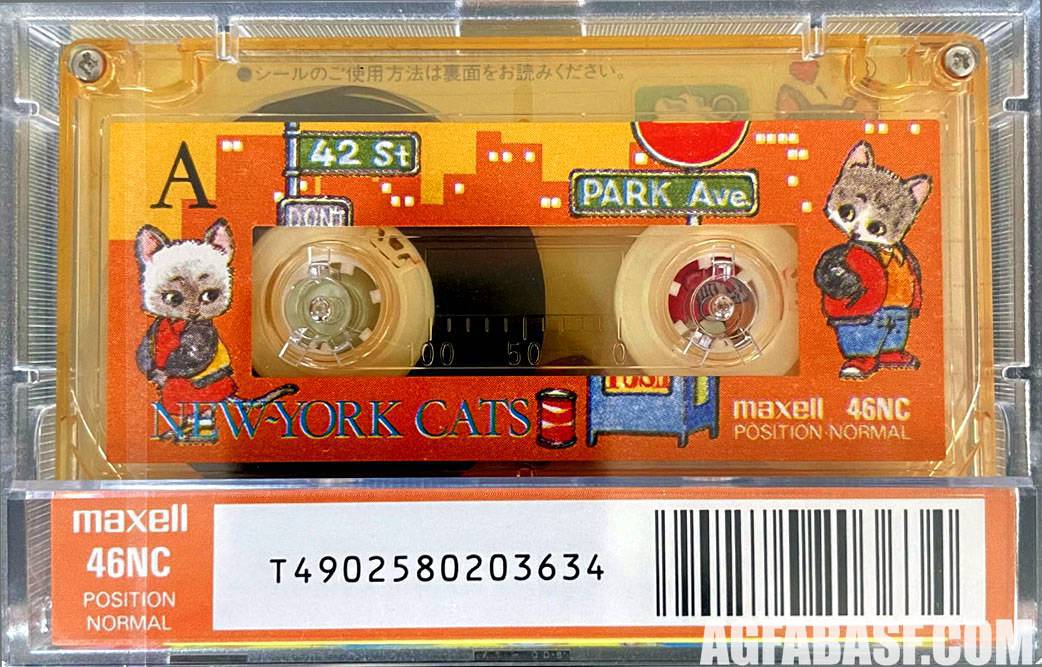 ●シールのご使用方法は裏面をお読みください。
A
42 St
PARK Ave.
DON'T
100 50 0
NEW-YORK CATS
maxell 46NC
POSITION·NORMAL
maxell
46NC
POSITION
NORMAL
T4902580203634
AGFABASF.COM